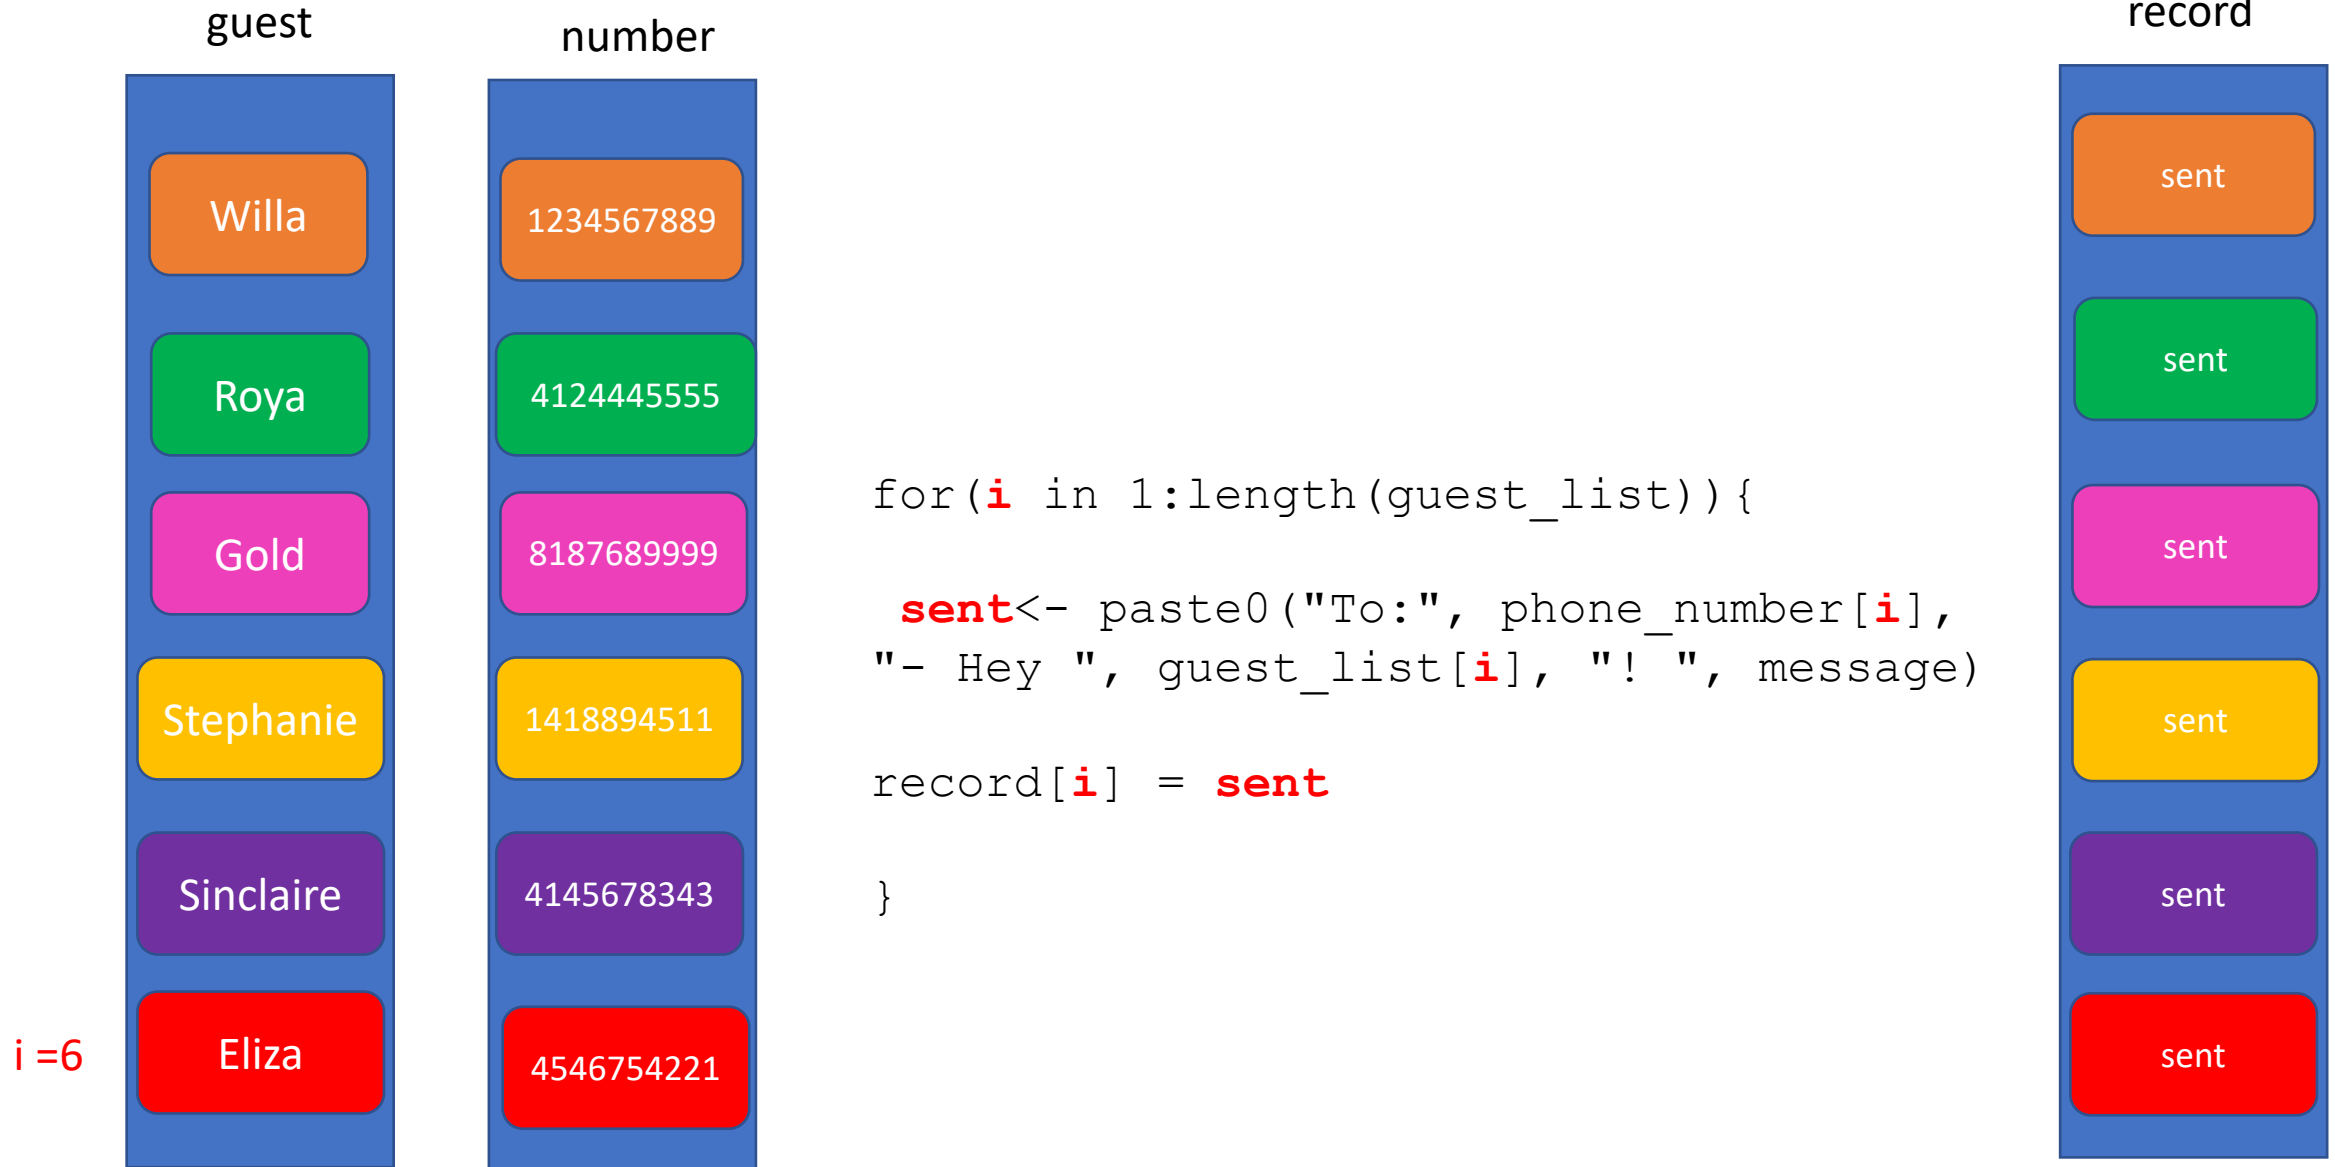 guest
number
record
Willa
1234567889
sent
Roya
4124445555
sent
Gold
8187689999
sent
Stephanie
1418894511
sent
Sinclaire
4145678343
sent
i =6
Eliza
4546754221
sent
for(i in 1:length(guest_list)){
sent<- paste0("To:", phone_number[i],
"- Hey ", guest_list[i], "! ", message)
record[i] = sent
}